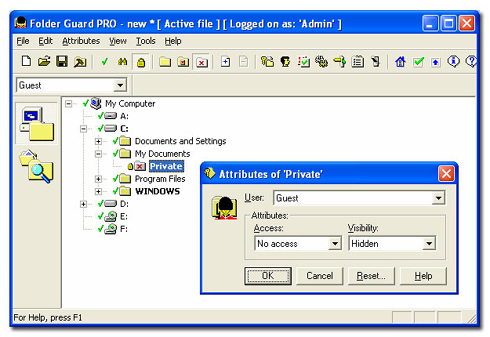 Folder Guard PRO - new * [ Active file ] [ Logged on as: 'Admin' ]
File Edit Attributes View Tools Help
Guest
My Computer
A:
C:
Documents and Settings
My Documents
Private
Program Files
WINDOWS
D:
E:
F:
Attributes of 'Private'
User: Guest
Attributes:
Access: Visibility:
No access Hidden
OK Cancel Reset... Help
For Help, press F1